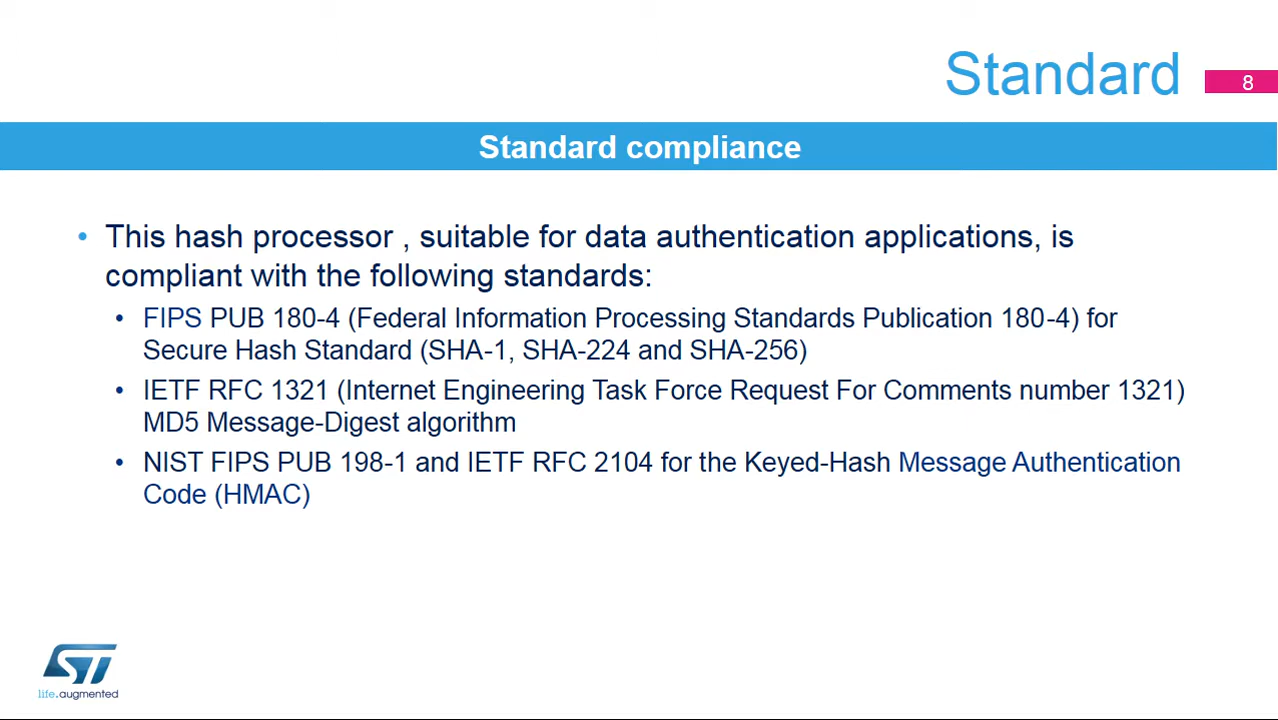 Standard
8
Standard compliance
• This hash processor , suitable for data authentication applications, is
compliant with the following standards:
• FIPS PUB 180-4 (Federal Information Processing Standards Publication 180-4) for
Secure Hash Standard (SHA-1, SHA-224 and SHA-256)
• IETF RFC 1321 (Internet Engineering Task Force Request For Comments number 1321)
MD5 Message-Digest algorithm
• NIST FIPS PUB 198-1 and IETF RFC 2104 for the Keyed-Hash Message Authentication
Code (HMAC)
ST
life.augmented